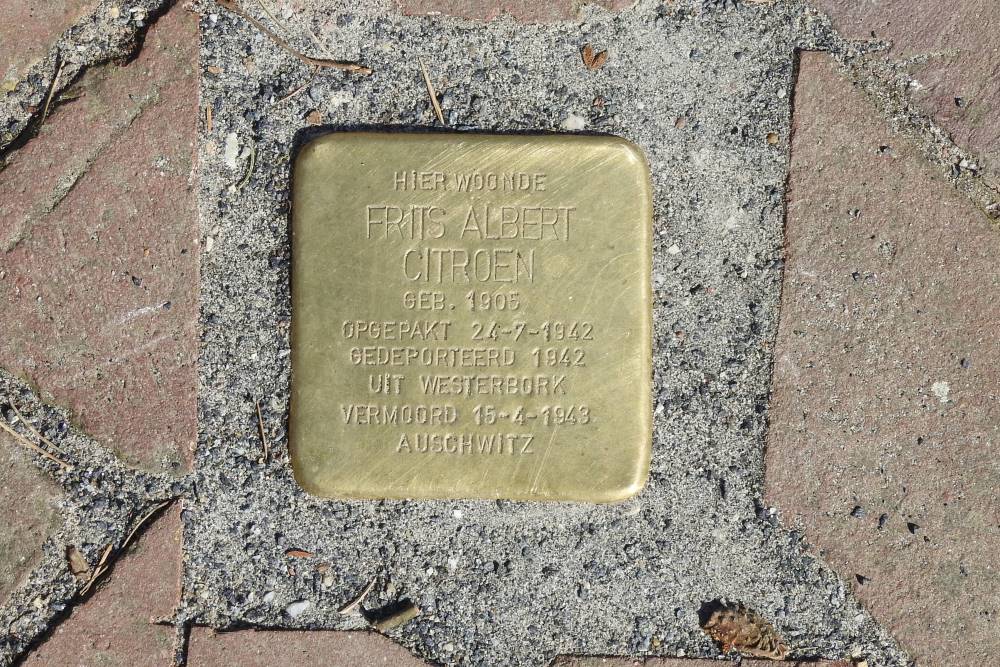 HIER WOONDE
FRITS ALBERT
CITROEN
GEB. 1905
OPGEPAKT 24-7-1942
GEDEPORTEERD 1942
UIT WESTERBORK
VERMOORD 15-4-1943
AUSCHWITZ